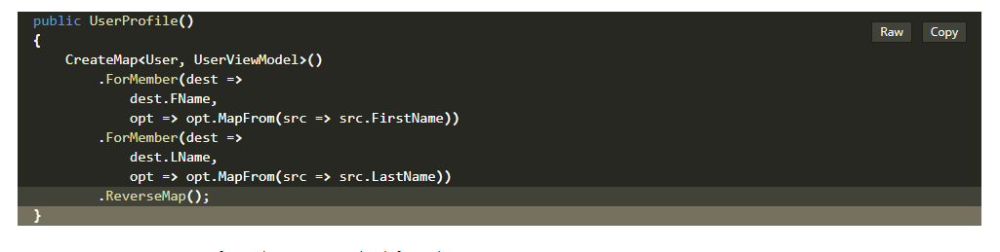 public UserProfile()
Raw
Copy
{
CreateMap<User, UserViewModel>()
.ForMember(dest =>
dest.FName,
opt => opt.MapFrom(src => src.FirstName))
.ForMember(dest =>
dest.LName,
opt => opt.MapFrom(src => src.LastName))
.ReverseMap();
}